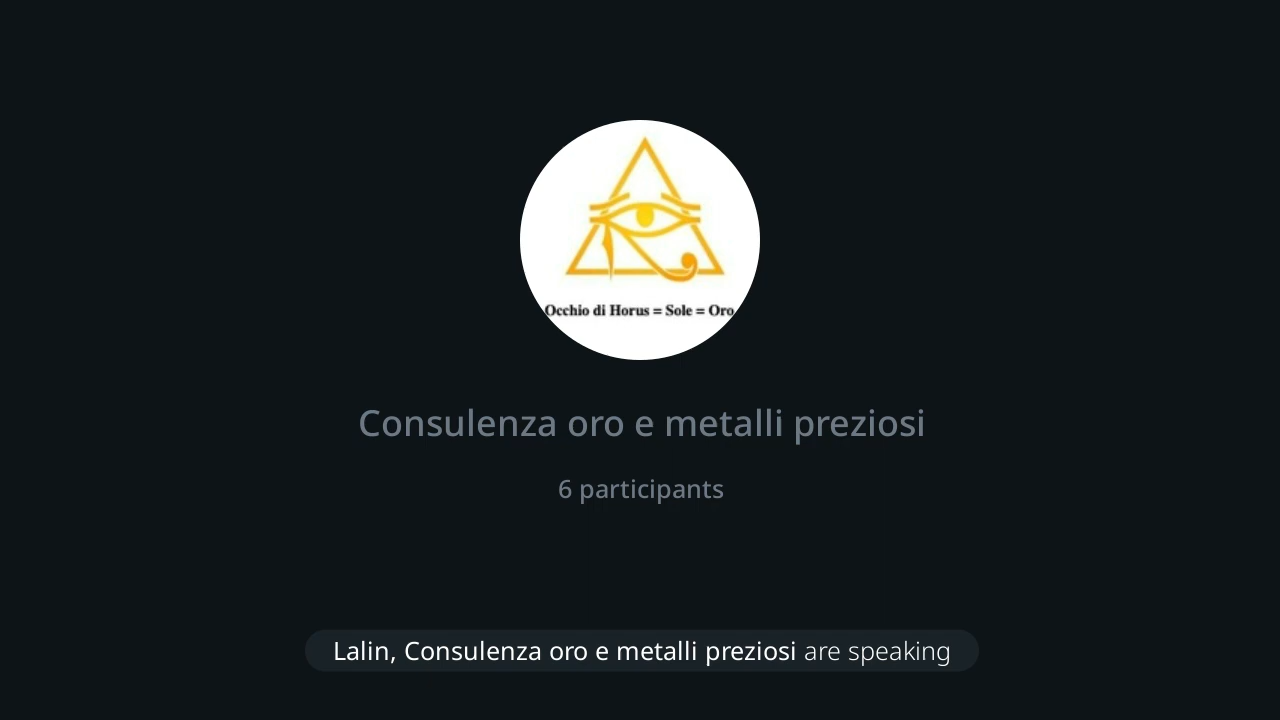 Occhio di Horus = Sole = Oro
Consulenza oro e metalli preziosi
6 participants
Lalin, Consulenza oro e metalli preziosi are speaking